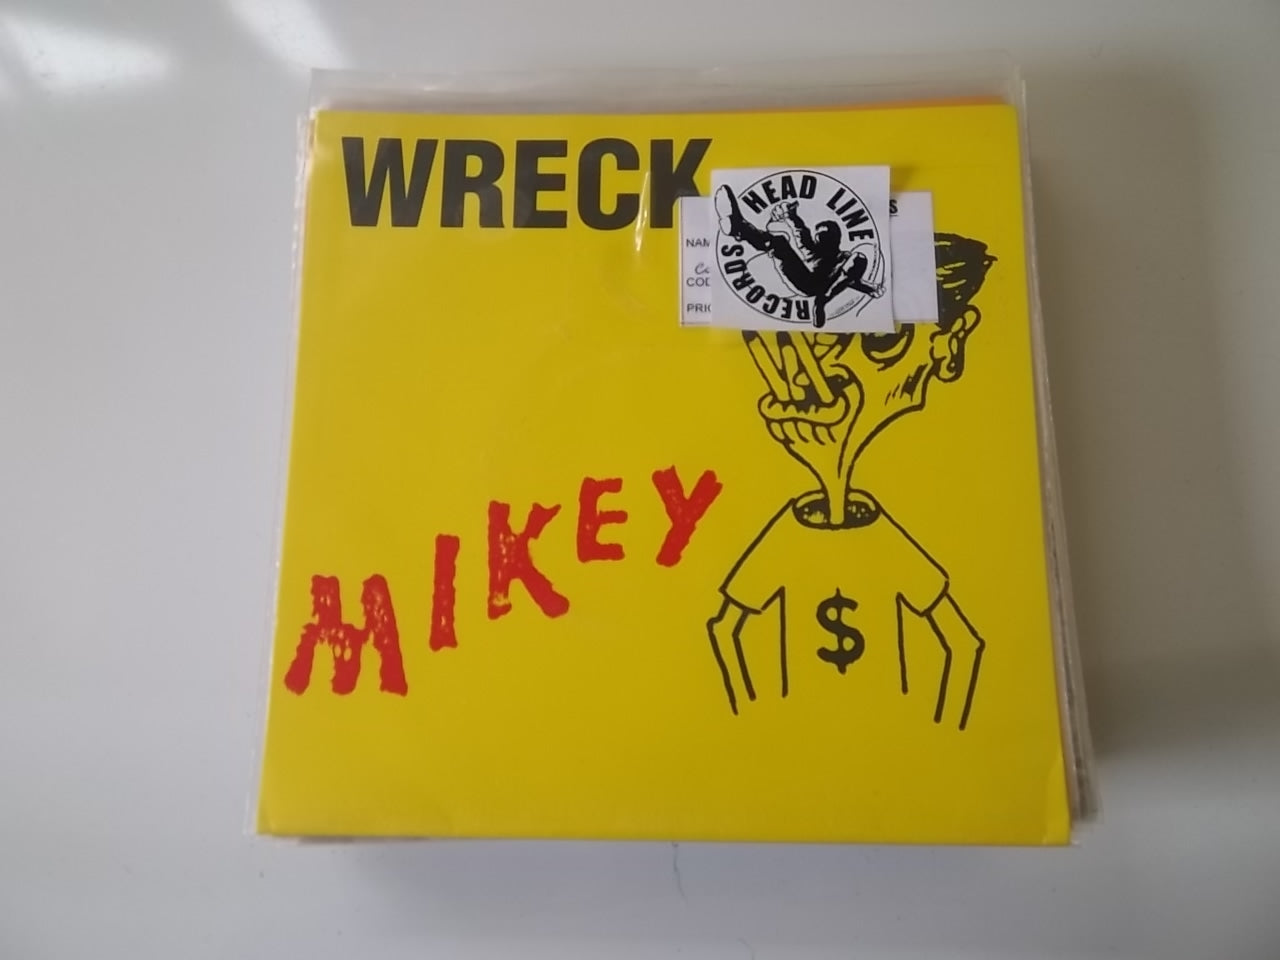 WRECK
HEAD LINE
RECORDS
MIKEY
$